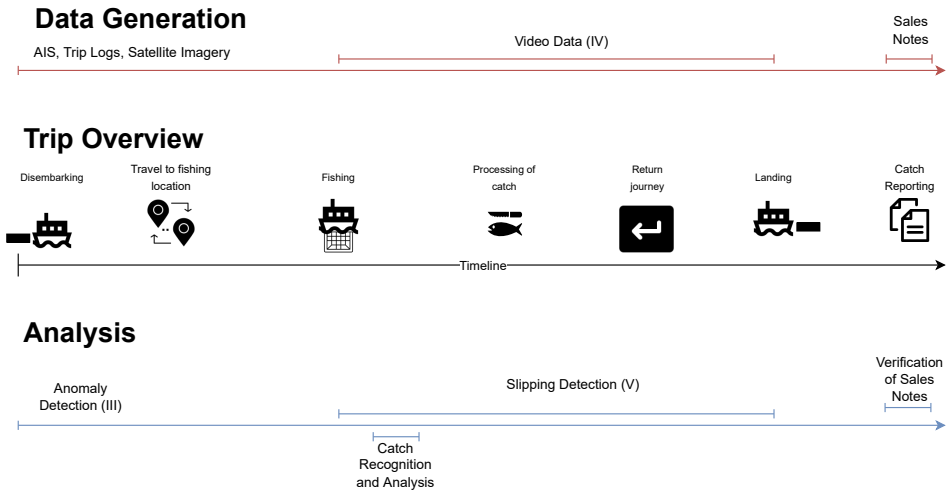 Data Generation
AIS, Trip Logs, Satellite Imagery
Video Data (IV)
Sales
Notes
Trip Overview
Disembarking
Travel to fishing
location
Fishing
Processing of
catch
Return
journey
Landing
Catch
Reporting
Timeline
Analysis
Anomaly
Detection (III)
Slipping Detection (V)
Verification
of Sales
Notes
Catch
Recognition
and Analysis